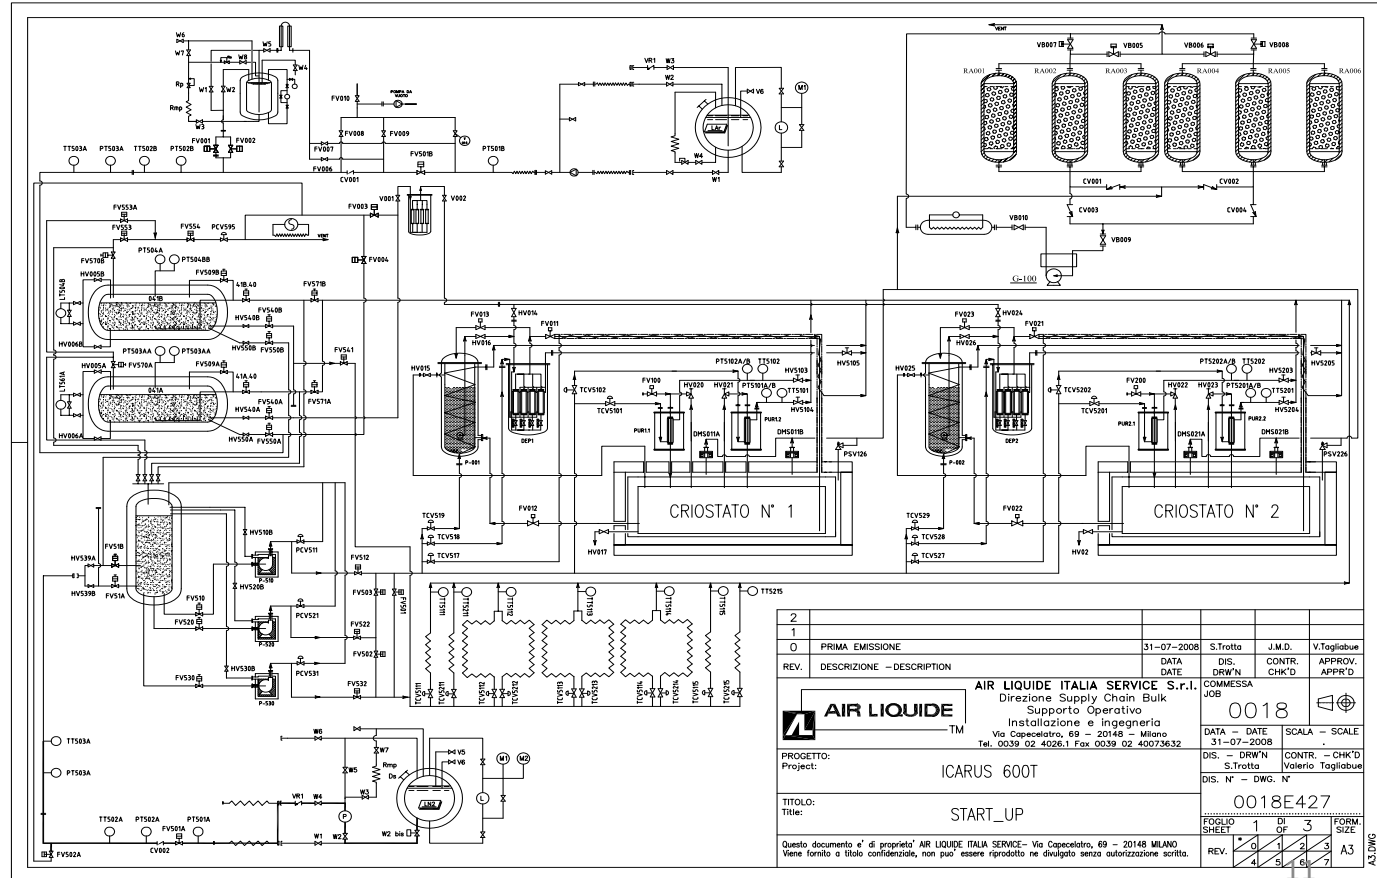 W6
W7
W8
W5
W4
Rp
Rmp
W1
W2
W3
FV001
FV002
TT503A
PT503A
TT502B
PT502B
FV010
POMPA DA
VUOTO
FV008
FV009
FV007
FV006
CV001
FV501B
PT501B
VR1
W3
W2
W4
W1
LAr
V6
L
M1
VENT
VB007
VB005
VB006
VB008
RA001
RA002
RA003
RA004
RA005
RA006
CV001
CV002
CV003
CV004
VB010
VB009
G-100
FV553A
FV553
FV554
PCV595
VENT
FV003
V001
V002
FV004
FV570B
PT504A
PT504BB
HV005B
FV509B
41B.40
FV571B
LT504B
041B
FV540B
HV540B
HV006B
HV550B
FV550B
PT503AA
PT503AA
FV570A
HV005A
FV509A
41A.40
FV541
LT561A
041A
FV540A
HV540A
FV571A
HV006A
HV550A
FV550A
FV013
HV014
FV011
HV016
HV015
TCV5102
TCV5101
DEP1
P-001
FV100
HV020
HV021
PT5102A/B
TT5102
PT5101A/B
TT5101
HV5103
HV5104
HV5105
PUR1.1
PUR1.2
DMS011A
DMS011B
PSV126
FV023
HV024
FV021
HV026
HV025
TCV5202
TCV5201
DEP2
P-002
FV200
HV022
HV023
PT5202A/B
TT5202
PT5201A/B
TT5201
HV5203
HV5204
HV5205
PUR2.1
PUR2.2
DMS021A
DMS021B
PSV226
CRIOSTATO N° 1
CRIOSTATO N° 2
TCV519
TCV518
TCV517
FV012
HV017
TCV529
TCV528
TCV527
FV022
HV02
HV539A
FV51B
HV539B
FV51A
HV510B
PCV511
P-510
FV510
FV520
HV520B
PCV521
P-520
HV530B
PCV531
FV530
P-530
FV512
FV503
FV501
FV522
FV502
FV532
TT5111
TT5211
TT5112
TT5113
TT5114
TT5115
TT5215
TCV5111
TCV5211
TCV5112
TCV5212
TCV5113
TCV5213
TCV5114
TCV5214
TCV5115
TCV5215
TT503A
PT503A
TT502A
PT502A
FV501A
PT501A
CV002
FV502A
W6
W7
W5
Rmp
Ds
W3
VR1
W4
P
W1
W2
W2 bis
LN2
V5
V6
L
M1
M2
2
1
0 PRIMA EMISSIONE 31-07-2008 S.Trotta J.M.D. V.Tagliabue
REV. DESCRIZIONE -DESCRIPTION DATA DATE DIS. DRW'N CONTR. CHK'D APPROV. APPR'D
AIR LIQUIDE TM
AIR LIQUIDE ITALIA SERVICE S.r.l.
Direzione Supply Chain Bulk
Supporto Operativo
Installazione e ingegneria
Via Capecelatro, 69 - 20148 - Milano
Tel. 0039 02 4026.1 Fax 0039 02 40073632
COMMESSA
JOB
0018
DATA - DATE
31-07-2008
SCALA - SCALE
.
PROGETTO:
Project:
ICARUS 600T
DIS. - DRW'N
S.Trotta
CONTR. - CHK'D
Valerio Tagliabue
DIS. N° - DWG. N°
0018E427
TITOLO:
Title:
START_UP
FOGLIO
SHEET
1
DI
OF
3
FORM.
SIZE
A3
REV.
* 0 1 2 3
4 5 6 7
Questo documento e' di proprieta' AIR LIQUIDE ITALIA SERVICE- Via Capecelatro, 69 - 20148 MILANO
Viene fornito a titolo confidenziale, non puo' essere riprodotto ne divulgato senza autorizzazione scritta.
A3.DWG
11